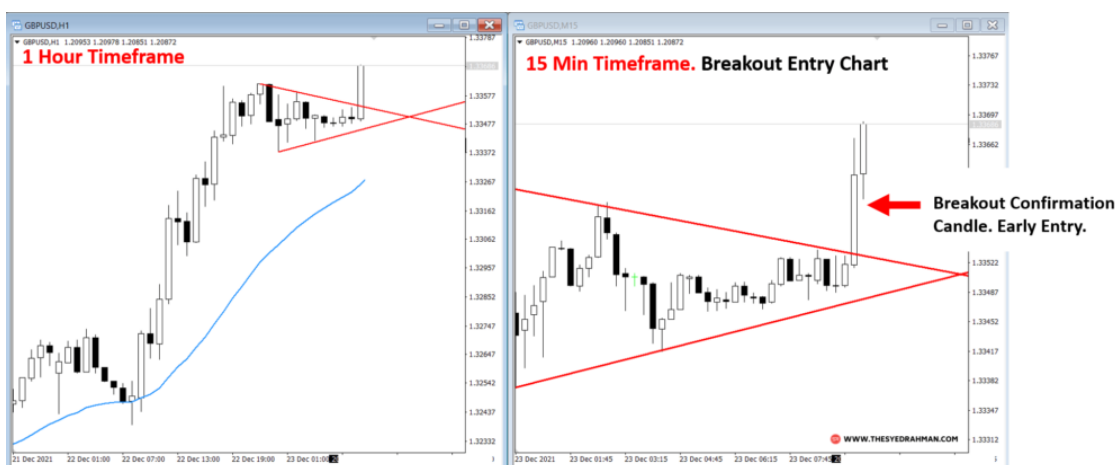 GBPUSD,H1
GBPUSD,H1 1.20953 1.20978 1.20851 1.20872
1 Hour Timeframe
1.33787
1.33577
1.33477
1.33372
1.33267
1.33162
1.33057
1.32957
1.32852
1.32747
1.32647
1.32542
1.32437
1.32332
21 Dec 2021
22 Dec 01:00
22 Dec 07:00
22 Dec 13:00
22 Dec 19:00
23 Dec 01:00
GBPUSD,M15
GBPUSD,M15 1.20960 1.20960 1.20851 1.20872
15 Min Timeframe. Breakout Entry Chart
1.33767
1.33732
1.33697
1.33662
Breakout Confirmation
Candle. Early Entry.
1.33522
1.33487
1.33452
1.33417
1.33382
1.33347
1.33312
WWW.THESYEDRAHMAN.COM
23 Dec 2021
23 Dec 01:45
23 Dec 03:15
23 Dec 04:45
23 Dec 06:15
23 Dec 07:45